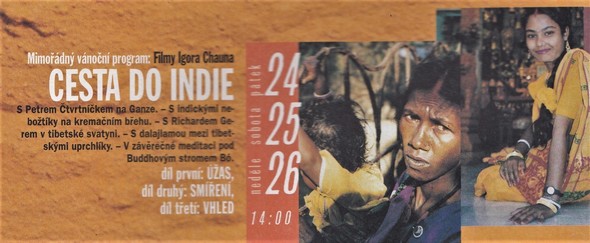 Mimořádný vánoční program: Filmy Igora Chauna
CESTA DO INDIE
S Petrem Čtvrtníčkem na Ganze. – S indickými ne-
božtíky na kremačním břehu. – S Richardem Ge-
rem v tibetské svatyni. – S dalajlamou mezi tibet-
skými uprchlíky. – V závěrečné meditaci pod
Buddhovým stromem Bó.
díl první: ÚŽAS,
díl druhý: SMÍŘENÍ,
díl třetí: VHLED
pátek 24
sobota 25
neděle 26
14:00